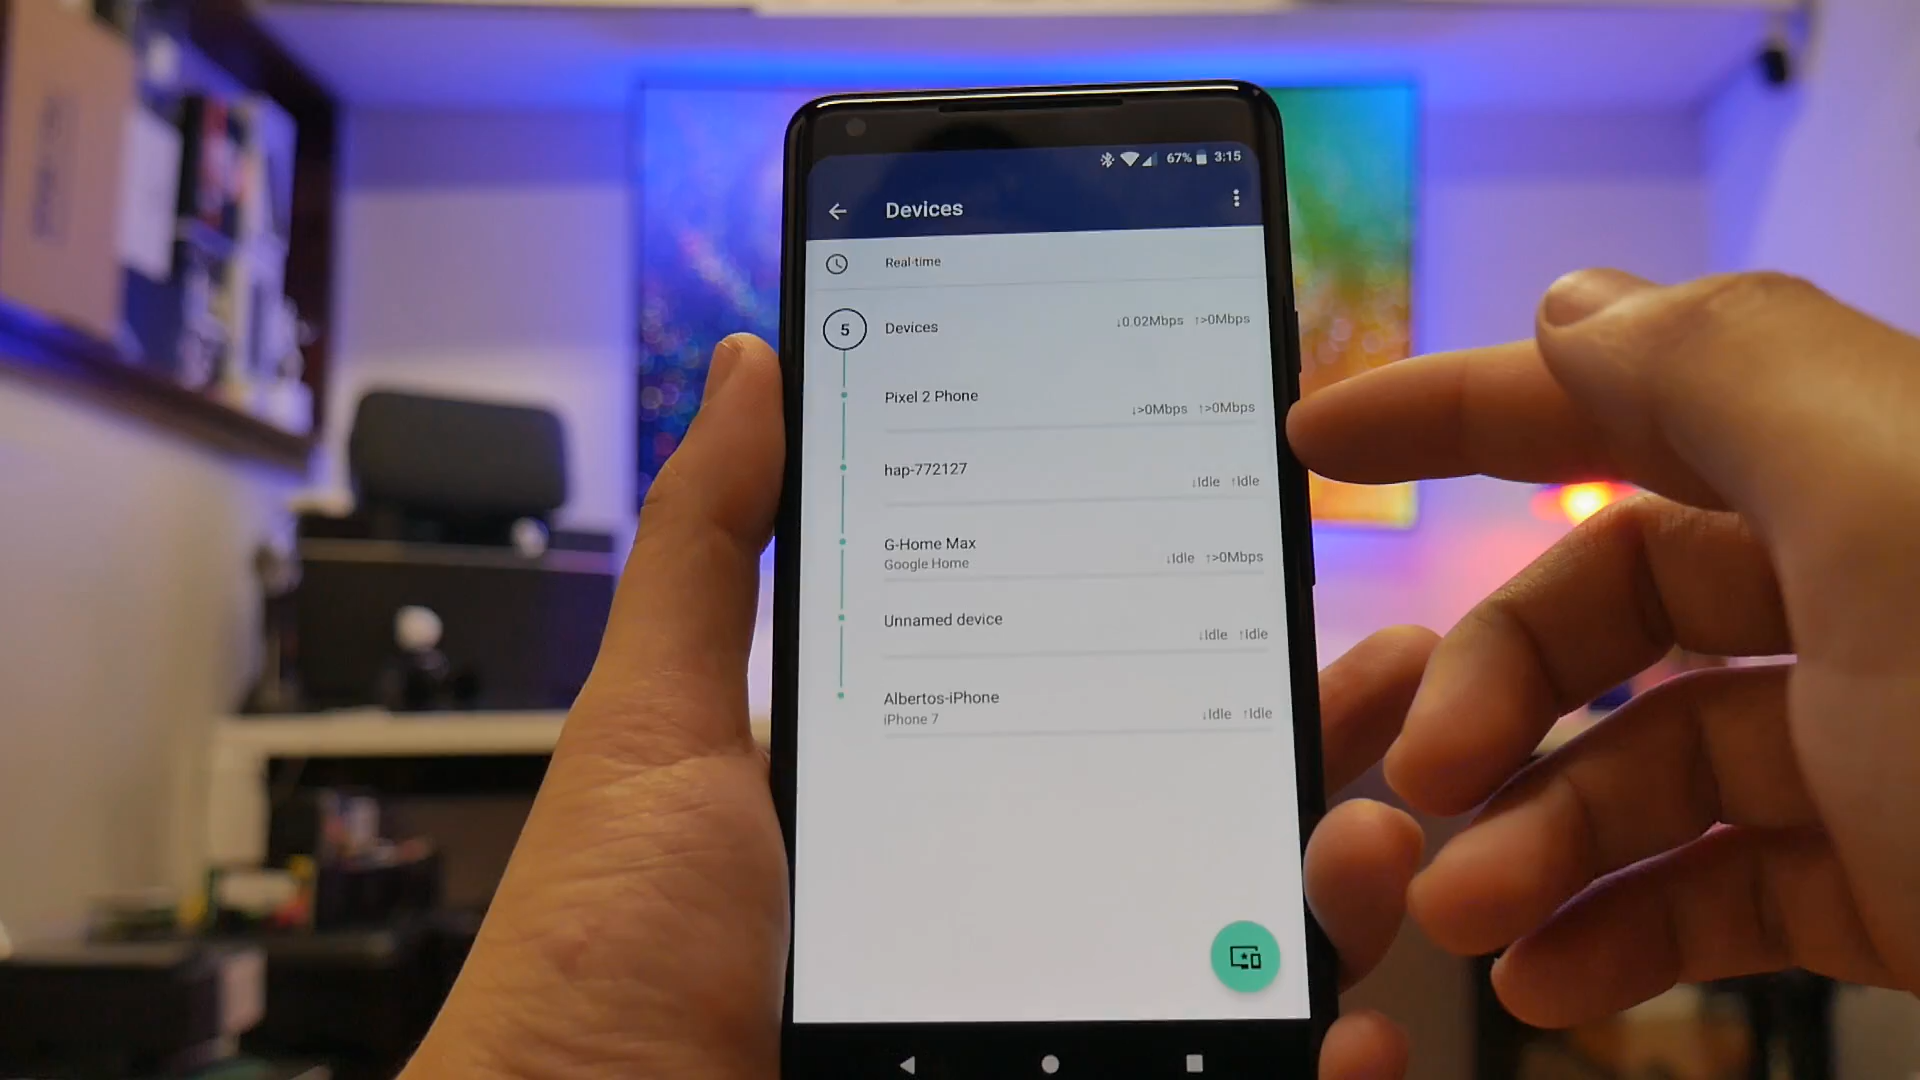 67% 3:15
Devices
Real-time
5 Devices ↓0.02Mbps ↑>0Mbps
Pixel 2 Phone
↓>0Mbps ↑>0Mbps
hap-772127
↓Idle ↑Idle
G-Home Max
Google Home ↓Idle ↑>0Mbps
Unnamed device
↓Idle ↑Idle
Albertos-iPhone
iPhone 7 ↓Idle ↑Idle